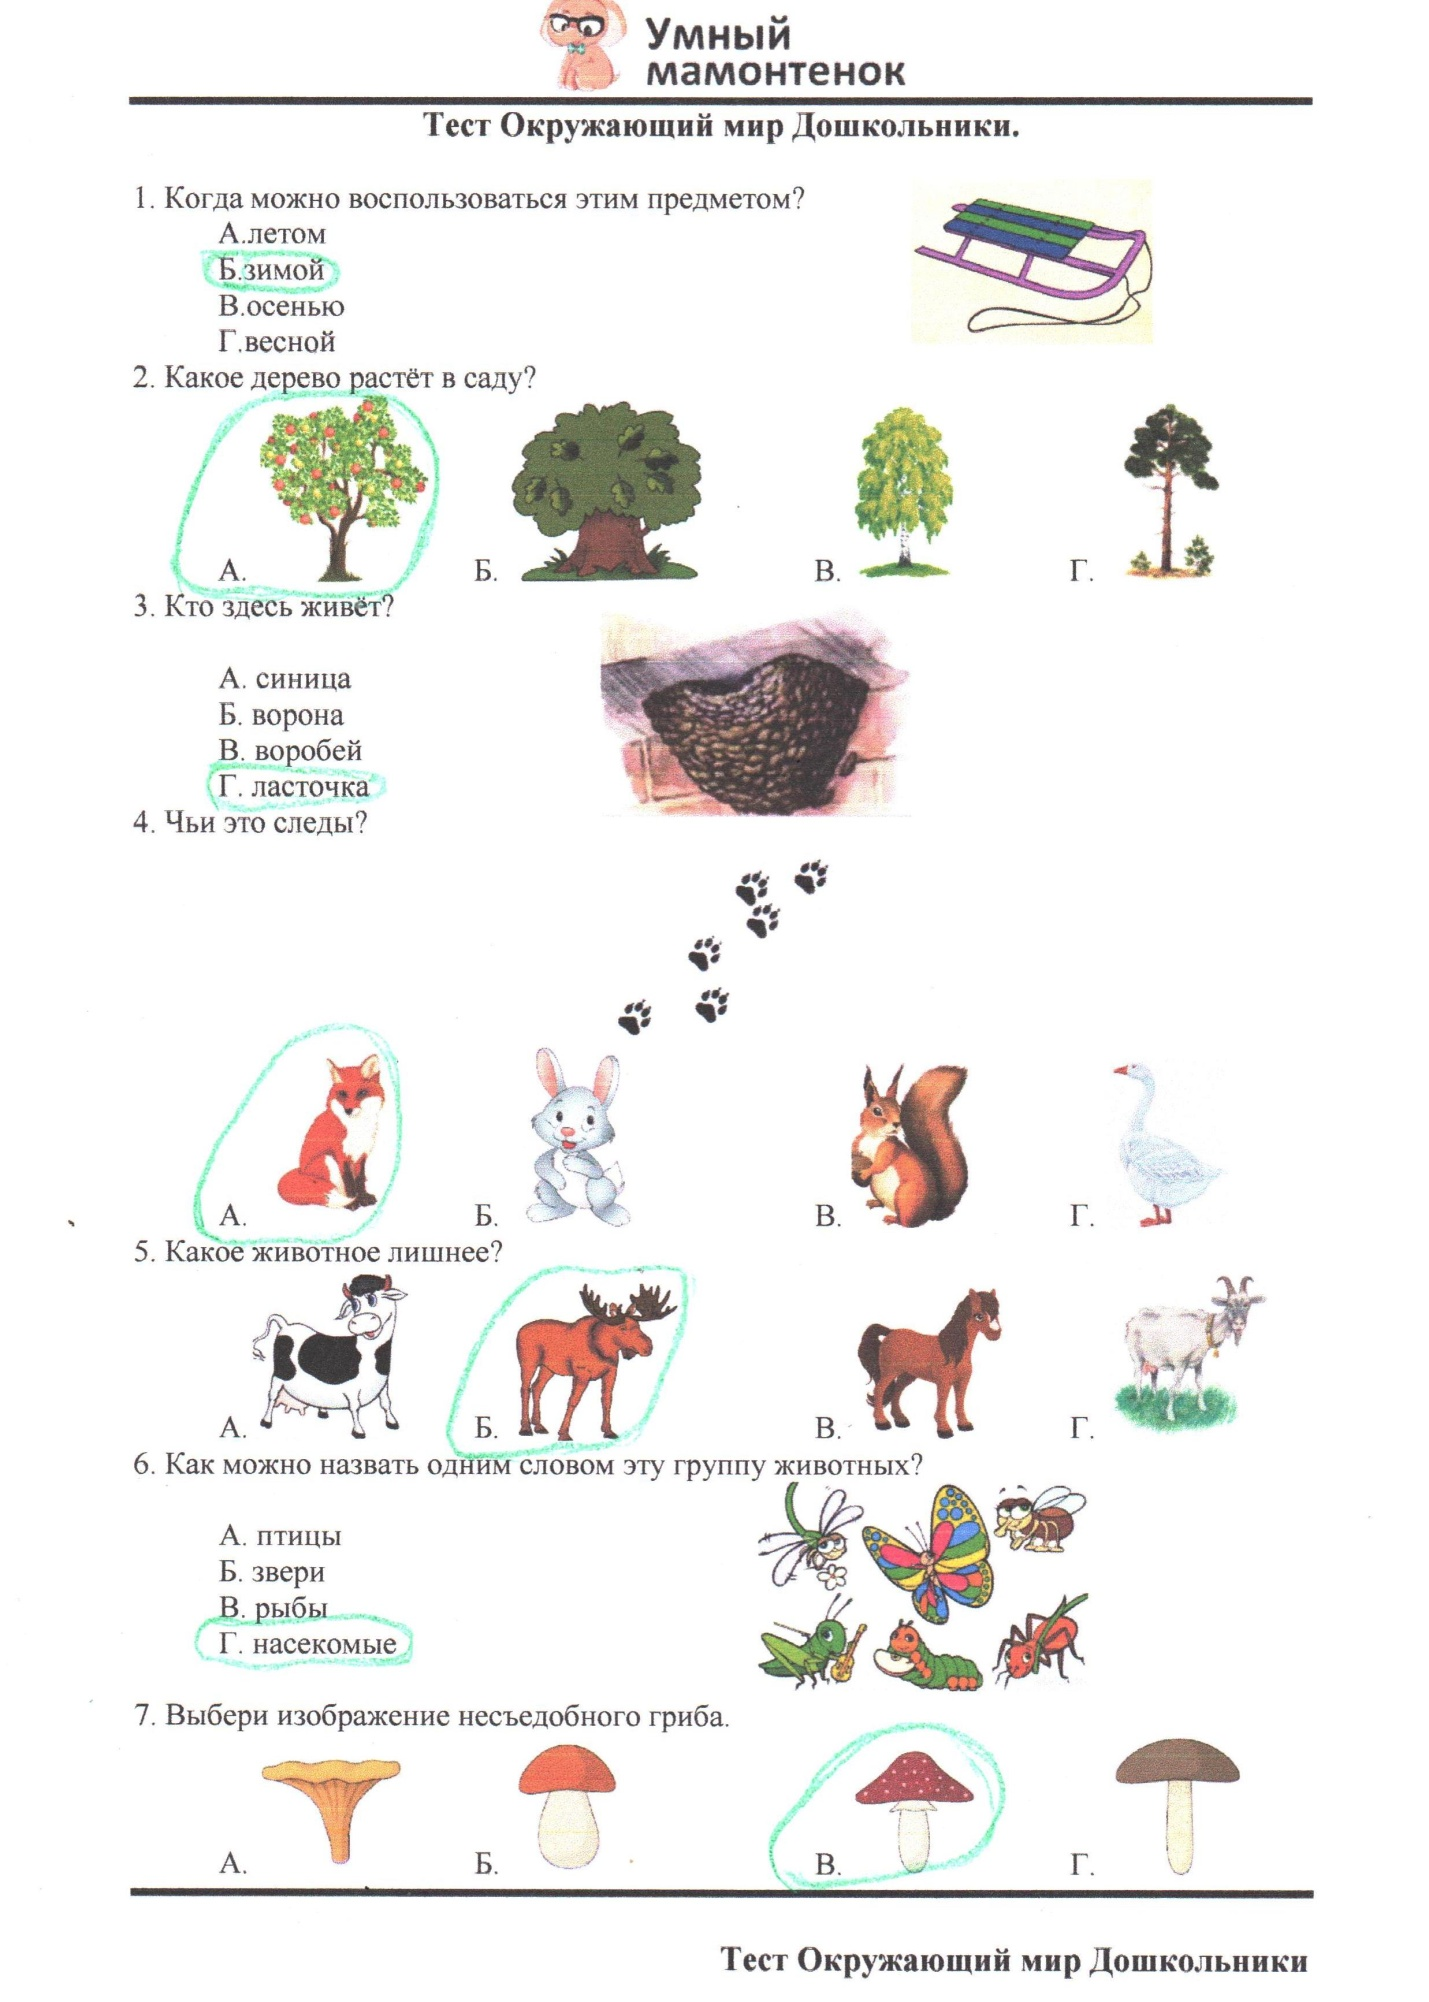 Умный
мамонтенок
Тест Окружающий мир Дошкольники.
1. Когда можно воспользоваться этим предметом?
А.летом
Б.зимой
В.осенью
Г.весной
2. Какое дерево растёт в саду?
А. Б. В. Г.
3. Кто здесь живёт?
А. синица
Б. ворона
В. воробей
Г. ласточка
4. Чьи это следы?
А. Б. В. Г.
5. Какое животное лишнее?
А. Б. В. Г.
6. Как можно назвать одним словом эту группу животных?
А. птицы
Б. звери
В. рыбы
Г. насекомые
7. Выбери изображение несъедобного гриба.
А. Б. В. Г.
Тест Окружающий мир Дошкольники